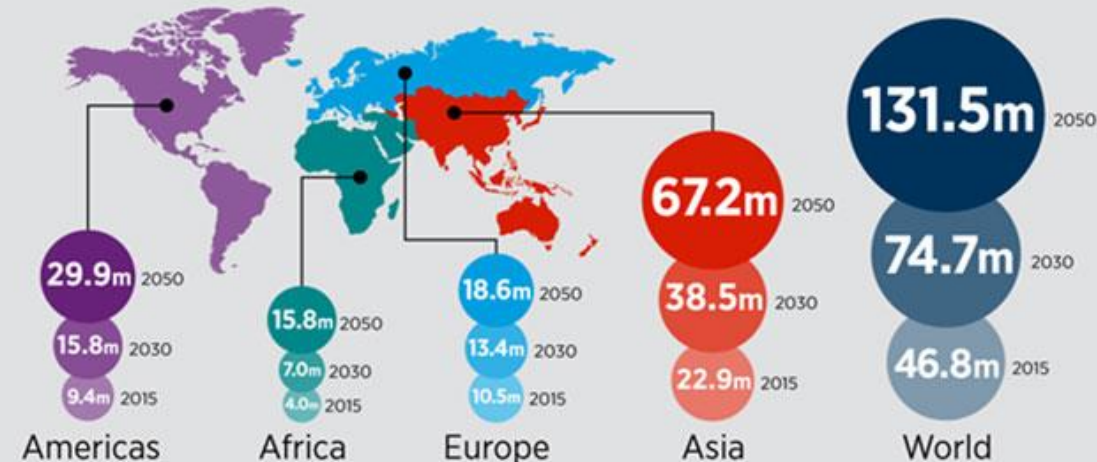 29.9m 2050
15.8m 2030
9.4m 2015
Americas
15.8m 2050
7.0m 2030
4.0m 2015
Africa
18.6m 2050
13.4m 2030
10.5m 2015
Europe
67.2m 2050
38.5m 2030
22.9m 2015
Asia
131.5m 2050
74.7m 2030
46.8m 2015
World